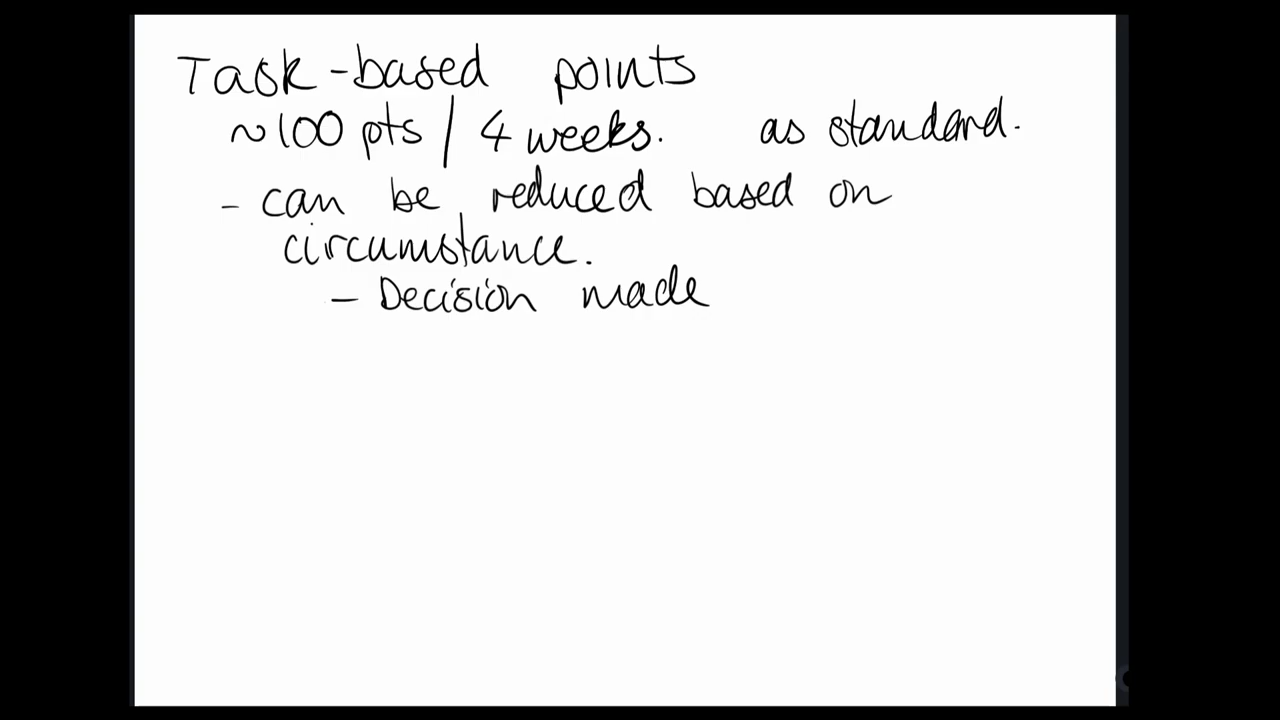 Task-based points
~100 pts / 4 weeks. as standard.
- can be reduced based on
circumstance.
- Decision made